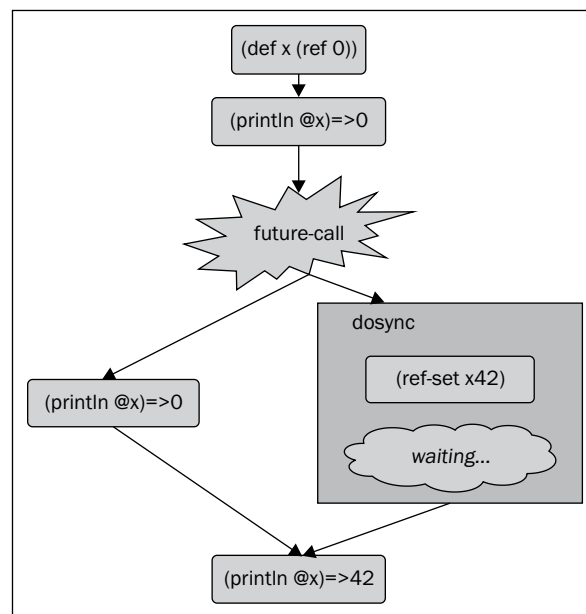 (def x (ref 0))
(println @x)=>0
future-call
dosync
(ref-set x42)
(println @x)=>0
waiting...
(println @x)=>42